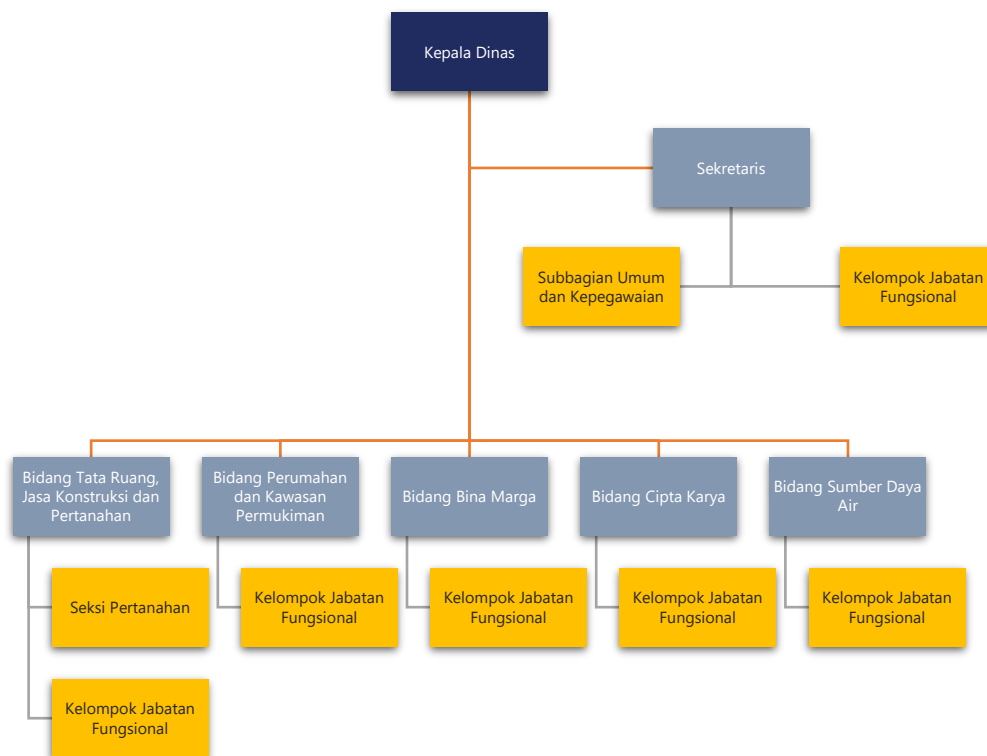 Kepala Dinas
Sekretaris
Subbagian Umum
dan Kepegawaian
Kelompok Jabatan
Fungsional
Bidang Tata Ruang,
Jasa Konstruksi dan
Pertanahan
Bidang Perumahan
dan Kawasan
Permukiman
Bidang Bina Marga
Bidang Cipta Karya
Bidang Sumber Daya
Air
Seksi Pertanahan
Kelompok Jabatan
Fungsional
Kelompok Jabatan
Fungsional
Kelompok Jabatan
Fungsional
Kelompok Jabatan
Fungsional
Kelompok Jabatan
Fungsional